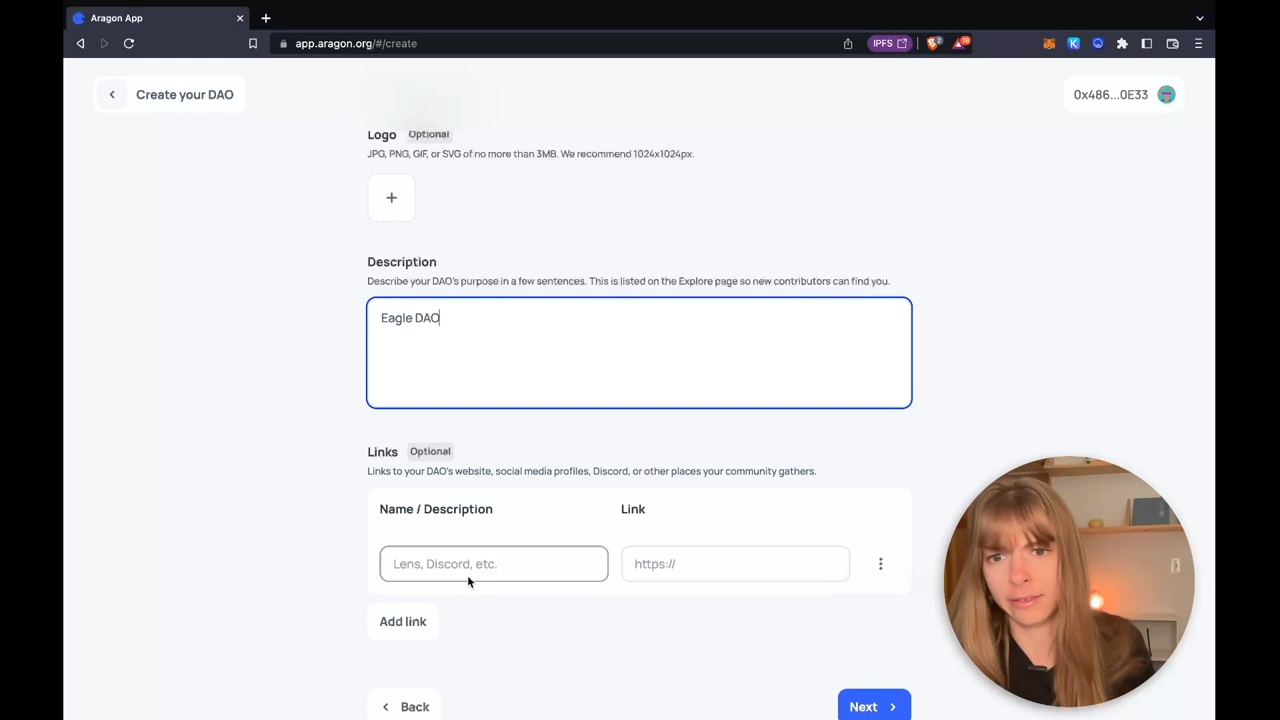 Aragon App
app.aragon.org/#/create
IPFS
2
Create your DAO
0x486...0E33
Logo Optional
JPG, PNG, GIF, or SVG of no more than 3MB. We recommend 1024x1024px.
Description
Describe your DAO's purpose in a few sentences. This is listed on the Explore page so new contributors can find you.
Eagle DAO
Links Optional
Links to your DAO's website, social media profiles, Discord, or other places your community gathers.
Name / Description Link
Lens, Discord, etc. https://
Add link
Back Next